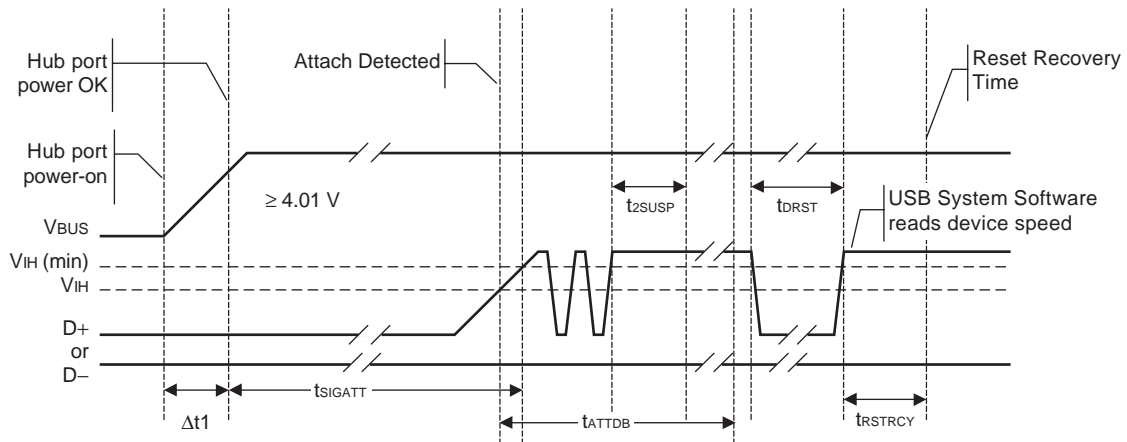 Hub port
power OK
Attach Detected
Reset Recovery
Time
Hub port
power-on
≥ 4.01 V
t2SUSP
tDRST
USB System Software
reads device speed
VBUS
VIH (min)
VIH
D+
or
D−
tSIGATT
Δt1
tATTDB
tRSTRCY